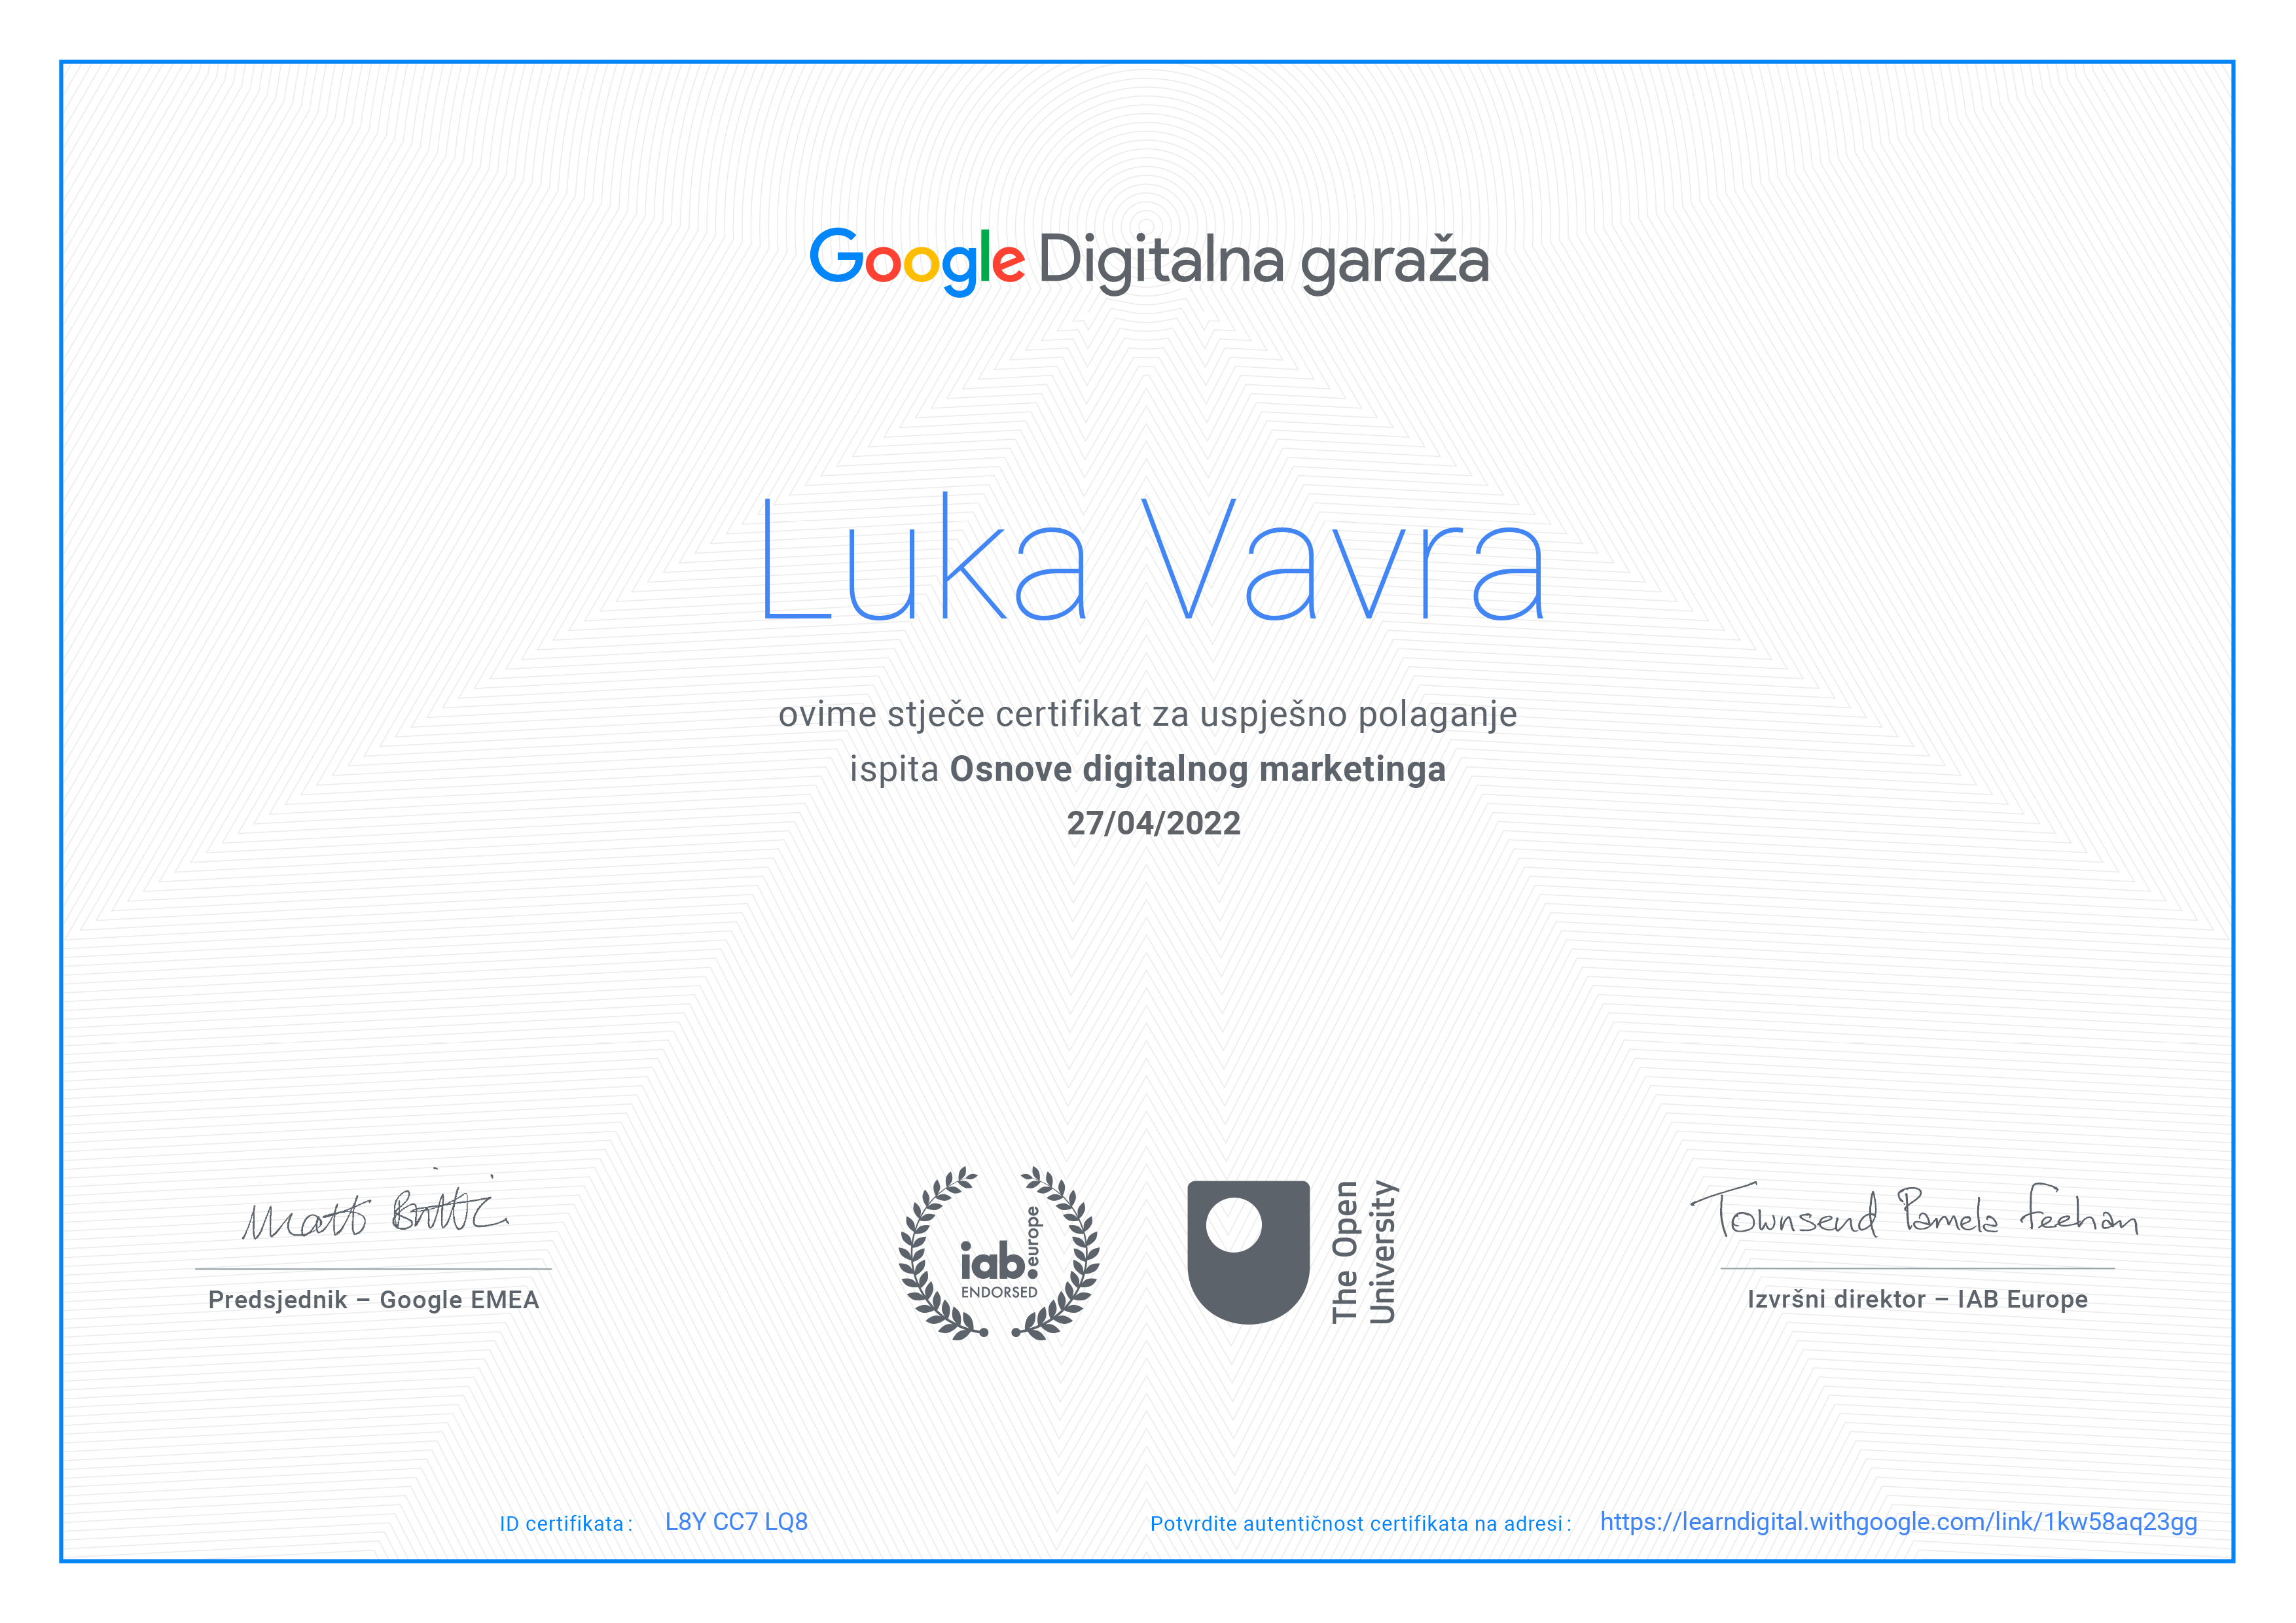 Google Digitalna garaža
Luka Vavra
ovime stječe certifikat za uspješno polaganje
ispita Osnove digitalnog marketinga
27/04/2022
Matt Brittin
Predsjednik – Google EMEA
iab.europe
ENDORSED
The Open
University
Townsend Pamela Feehan
Izvršni direktor – IAB Europe
ID certifikata : L8Y CC7 LQ8
Potvrdite autentičnost certifikata na adresi : https://learndigital.withgoogle.com/link/1kw58aq23gg